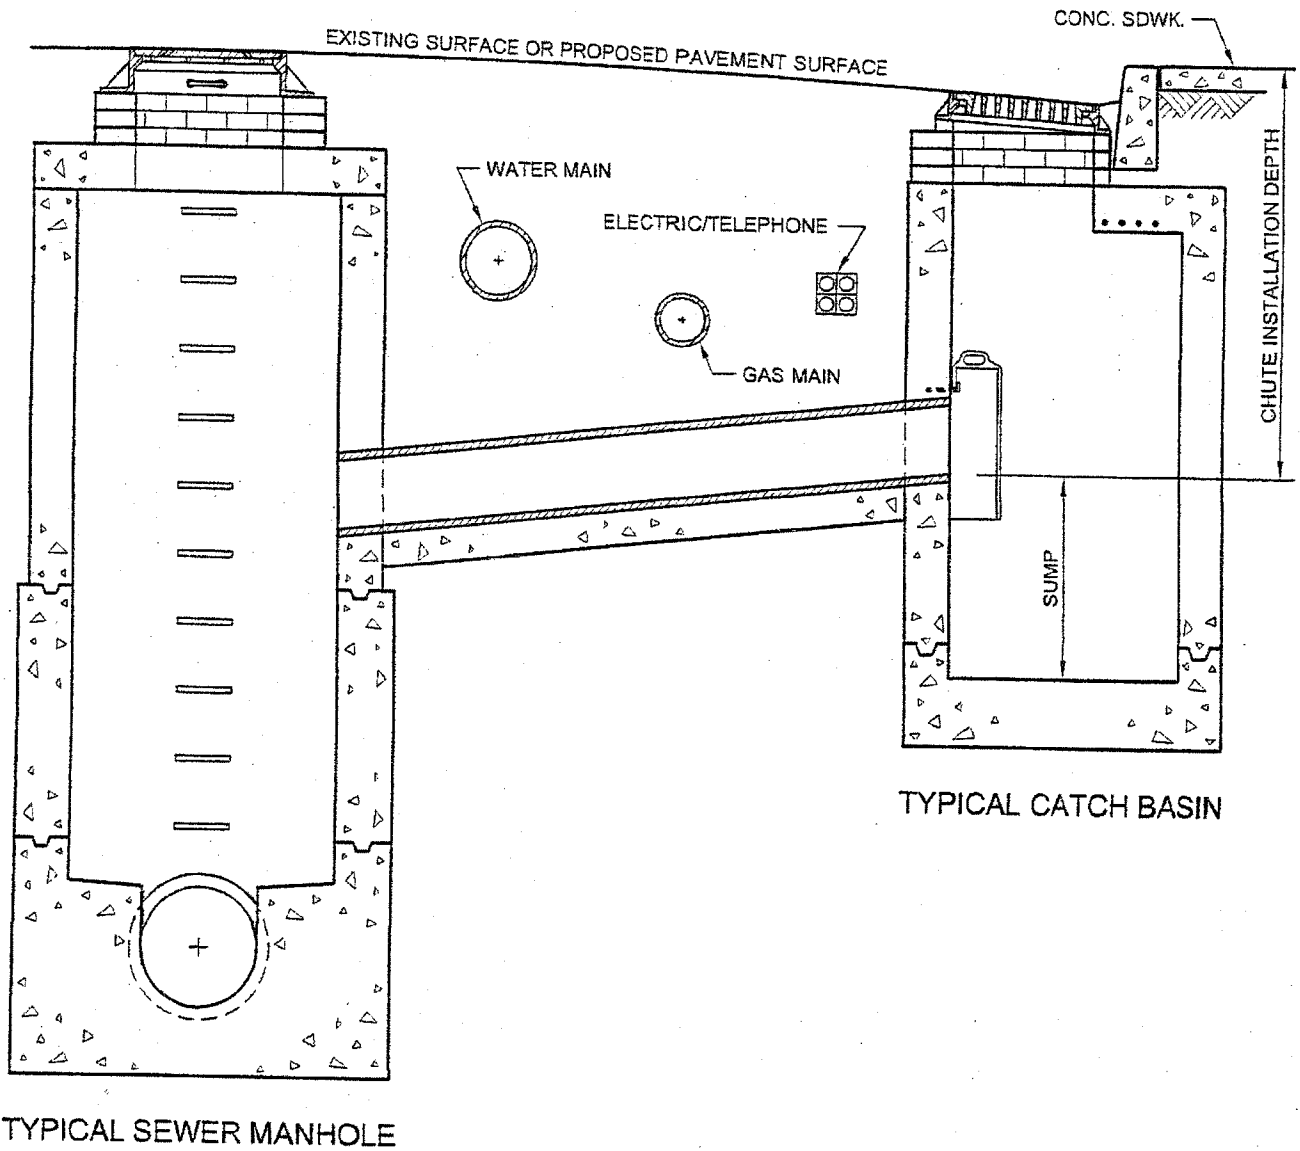 CONC. SDWK.
EXISTING SURFACE OR PROPOSED PAVEMENT SURFACE
WATER MAIN
ELECTRIC/TELEPHONE
GAS MAIN
CHUTE INSTALLATION DEPTH
SUMP
TYPICAL CATCH BASIN
TYPICAL SEWER MANHOLE